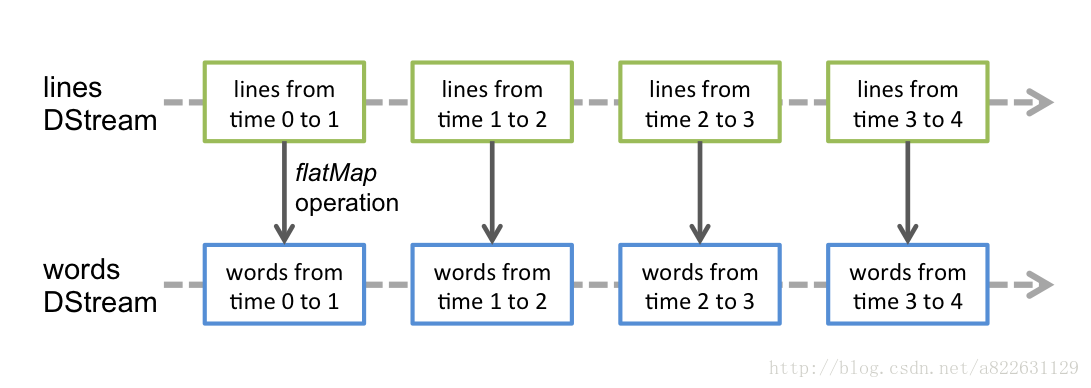 lines
DStream
lines from
time 0 to 1
lines from
time 1 to 2
lines from
time 2 to 3
lines from
time 3 to 4
flatMap
operation
words
DStream
words from
time 0 to 1
words from
time 1 to 2
words from
time 2 to 3
words from
time 3 to 4
http://blog.csdn.net/a822631129